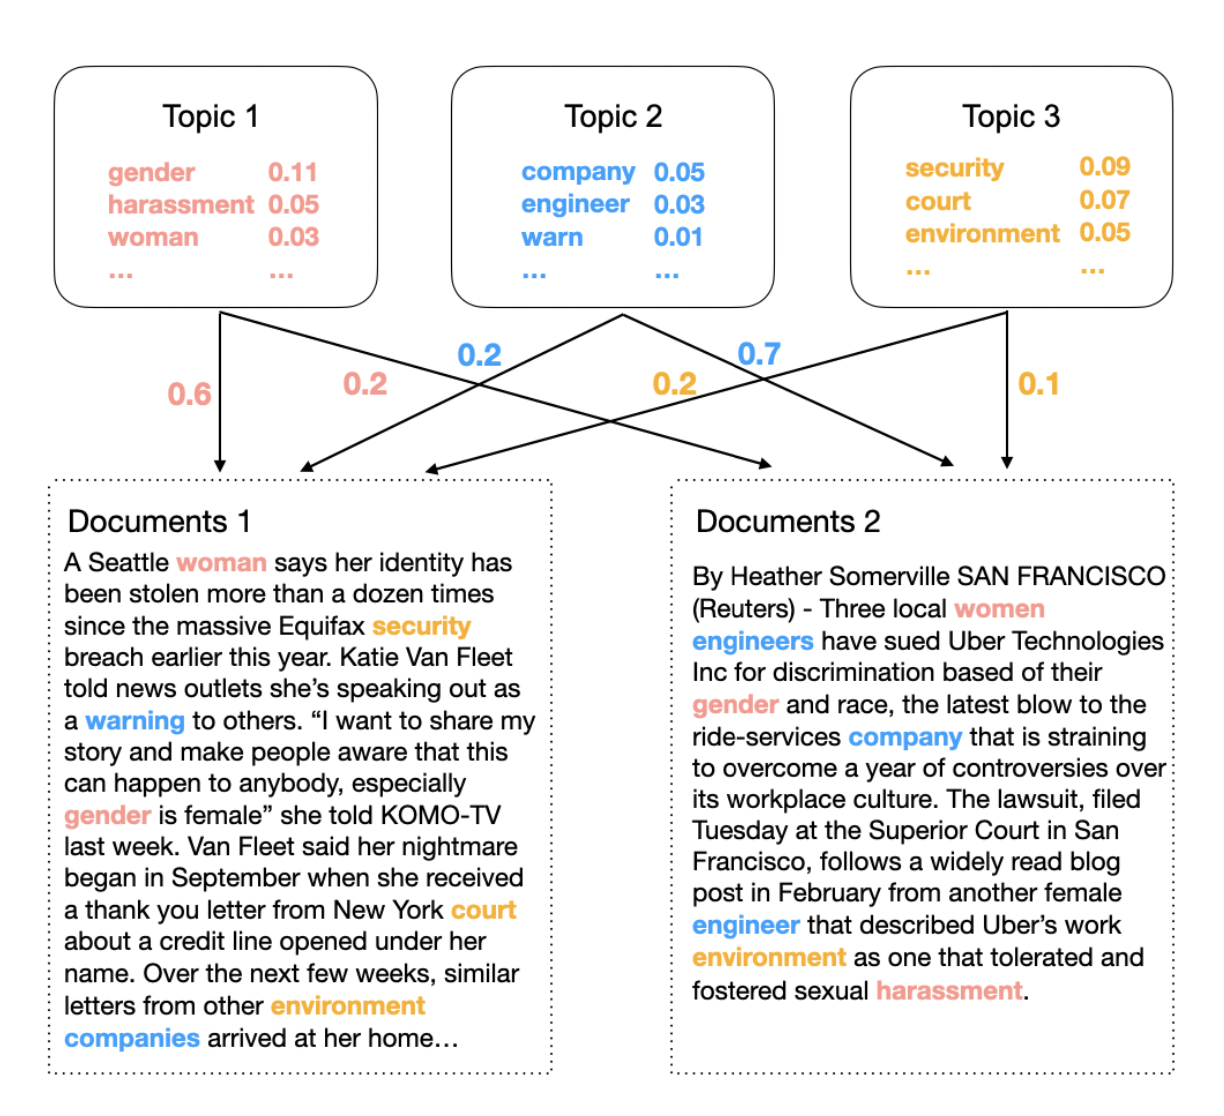 Topic 1
gender 0.11
harassment 0.05
woman 0.03
... ...
Topic 2
company 0.05
engineer 0.03
warn 0.01
... ...
Topic 3
security 0.09
court 0.07
environment 0.05
... ...
0.6
0.2
0.2
0.2
0.7
0.1
Documents 1
A Seattle woman says her identity has
been stolen more than a dozen times
since the massive Equifax security
breach earlier this year. Katie Van Fleet
told news outlets she’s speaking out as
a warning to others. “I want to share my
story and make people aware that this
can happen to anybody, especially
gender is female” she told KOMO-TV
last week. Van Fleet said her nightmare
began in September when she received
a thank you letter from New York court
about a credit line opened under her
name. Over the next few weeks, similar
letters from other environment
companies arrived at her home…
Documents 2
By Heather Somerville SAN FRANCISCO
(Reuters) - Three local women
engineers have sued Uber Technologies
Inc for discrimination based of their
gender and race, the latest blow to the
ride-services company that is straining
to overcome a year of controversies over
its workplace culture. The lawsuit, filed
Tuesday at the Superior Court in San
Francisco, follows a widely read blog
post in February from another female
engineer that described Uber’s work
environment as one that tolerated and
fostered sexual harassment.